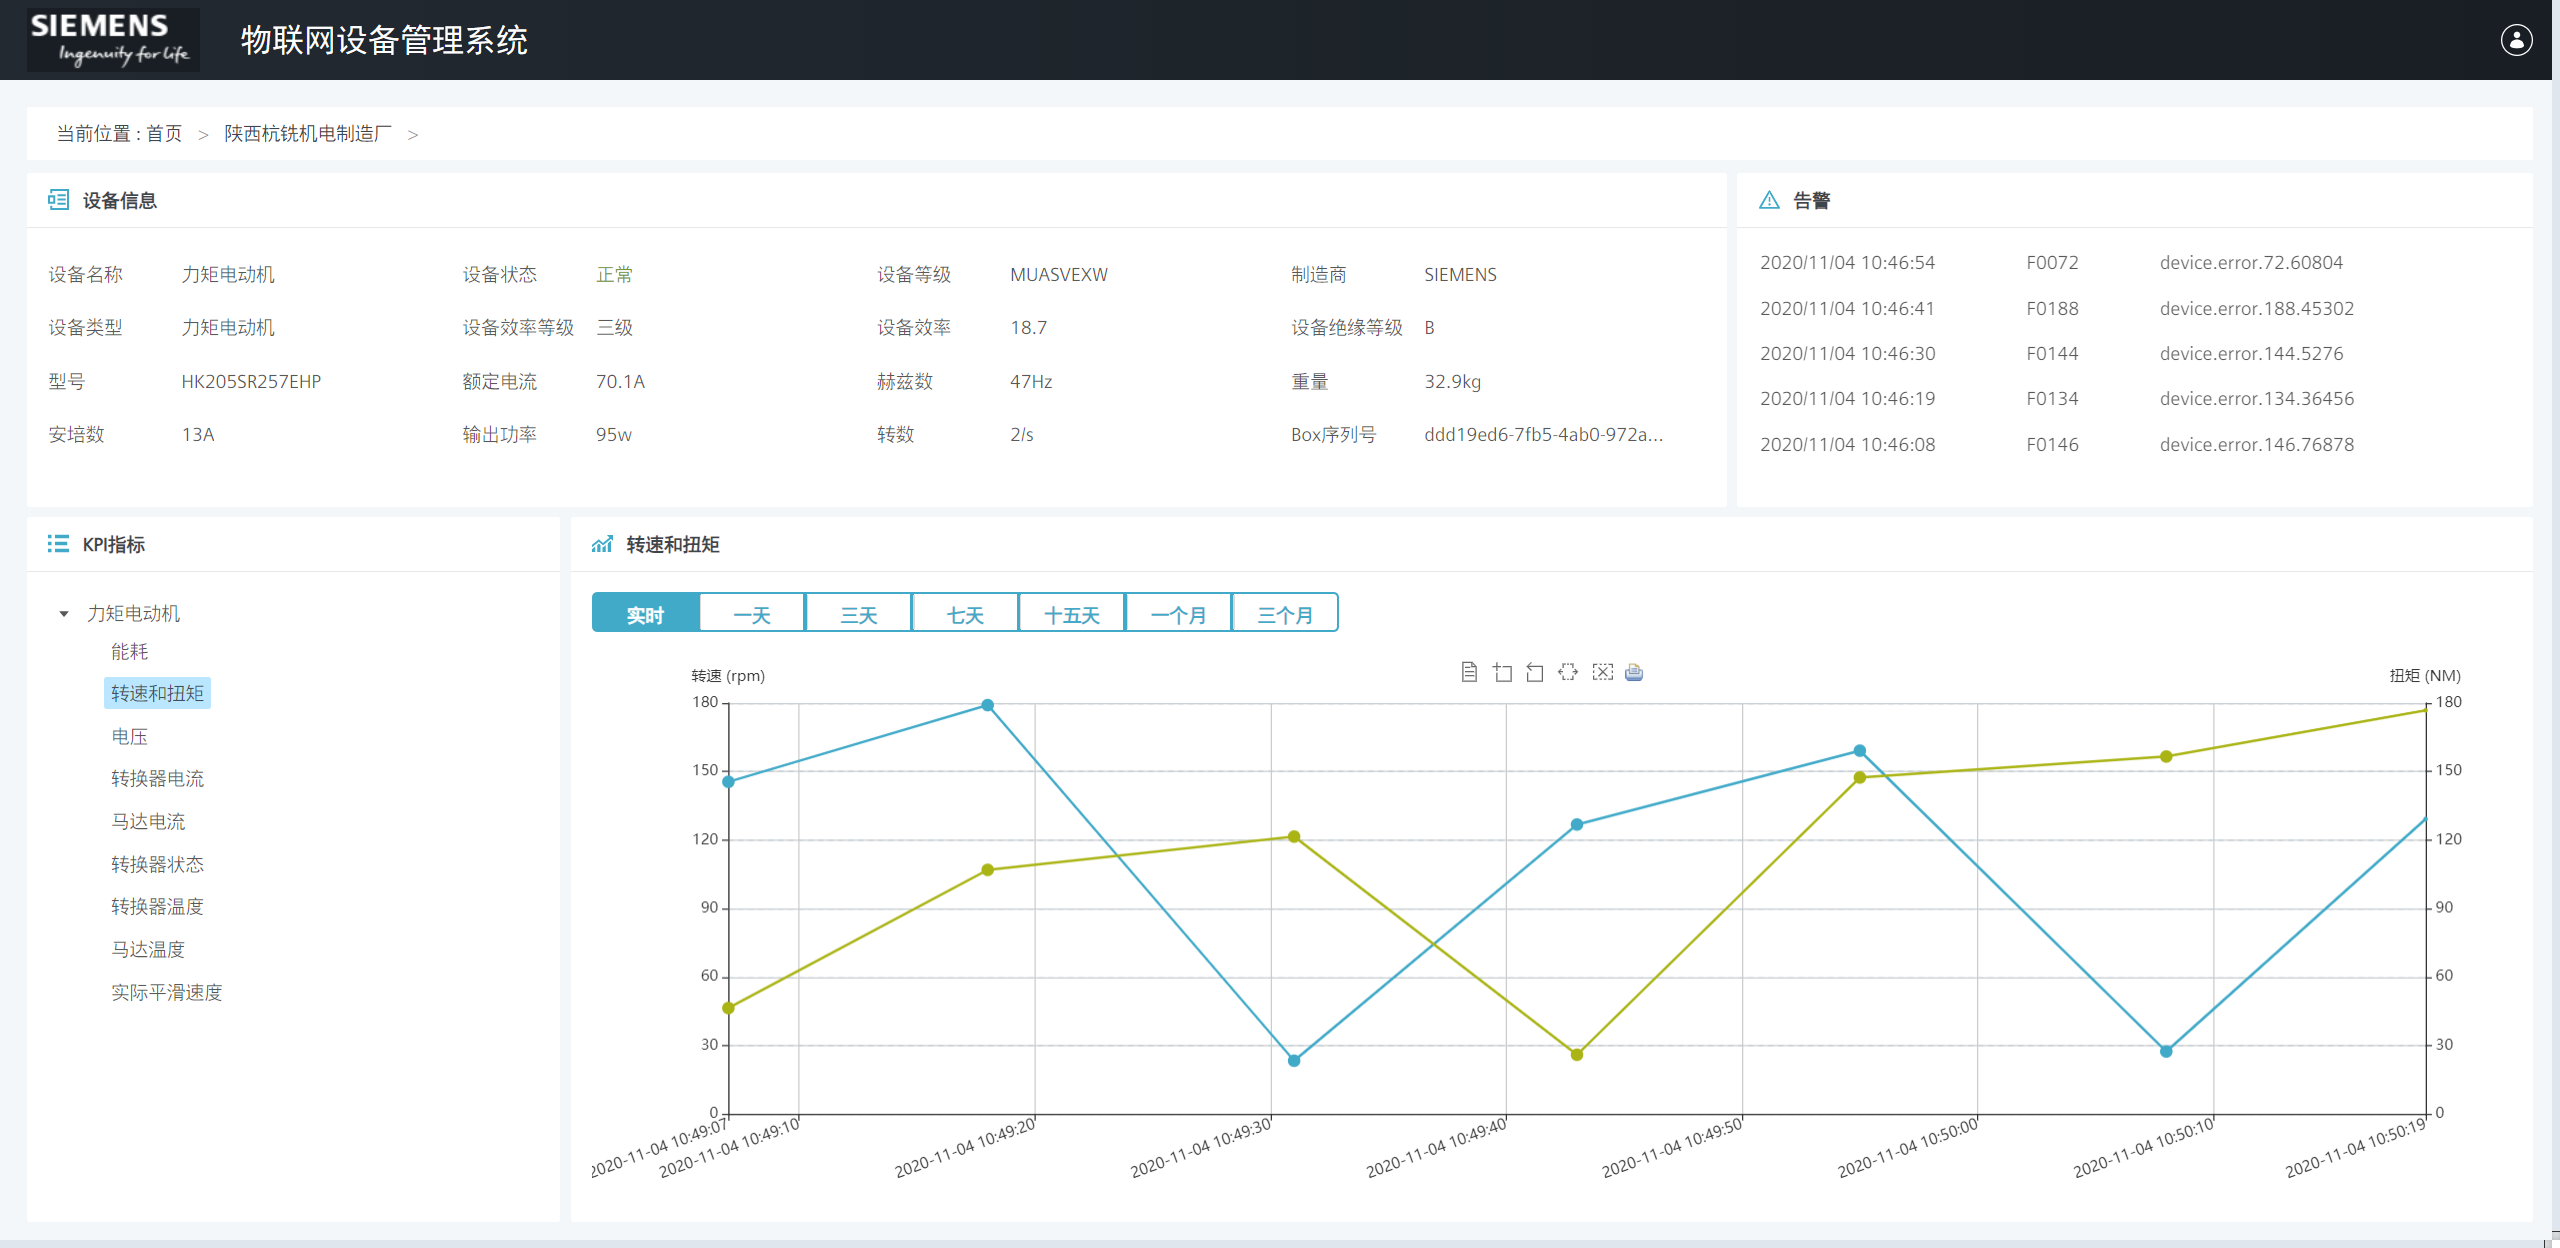 SIEMENS
Ingenuity for life
物联网设备管理系统
当前位置 : 首页 > 陕西杭铣机电制造厂 >
设备信息
设备名称 力矩电动机 设备状态 正常 设备等级 MUASVEXW 制造商 SIEMENS
设备类型 力矩电动机 设备效率等级 三级 设备效率 18.7 设备绝缘等级 B
型号 HK205SR257EHP 额定电流 70.1A 赫兹数 47Hz 重量 32.9kg
安培数 13A 输出功率 95w 转数 2/s Box序列号 ddd19ed6-7fb5-4ab0-972a...
告警
2020/11/04 10:46:54 F0072 device.error.72.60804
2020/11/04 10:46:41 F0188 device.error.188.45302
2020/11/04 10:46:30 F0144 device.error.144.5276
2020/11/04 10:46:19 F0134 device.error.134.36456
2020/11/04 10:46:08 F0146 device.error.146.76878
KPI指标
力矩电动机
能耗
转速和扭矩
电压
转换器电流
马达电流
转换器状态
转换器温度
马达温度
实际平滑速度
转速和扭矩
实时 一天 三天 七天 十五天 一个月 三个月
转速 (rpm) 扭矩 (NM)
180 180
150 150
120 120
90 90
60 60
30 30
0 0
2020-11-04 10:49:07
2020-11-04 10:49:10
2020-11-04 10:49:20
2020-11-04 10:49:30
2020-11-04 10:49:40
2020-11-04 10:49:50
2020-11-04 10:50:00
2020-11-04 10:50:10
2020-11-04 10:50:19